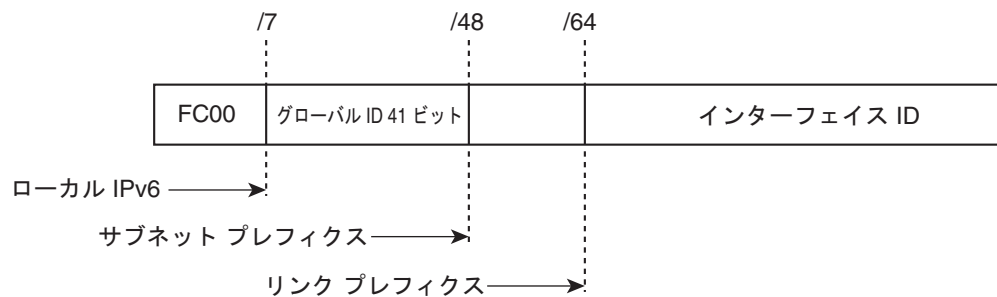 /7 /48 /64
FC00 グローバル ID 41 ビット インターフェイス ID
ローカル IPv6
サブネット プレフィクス
リンク プレフィクス